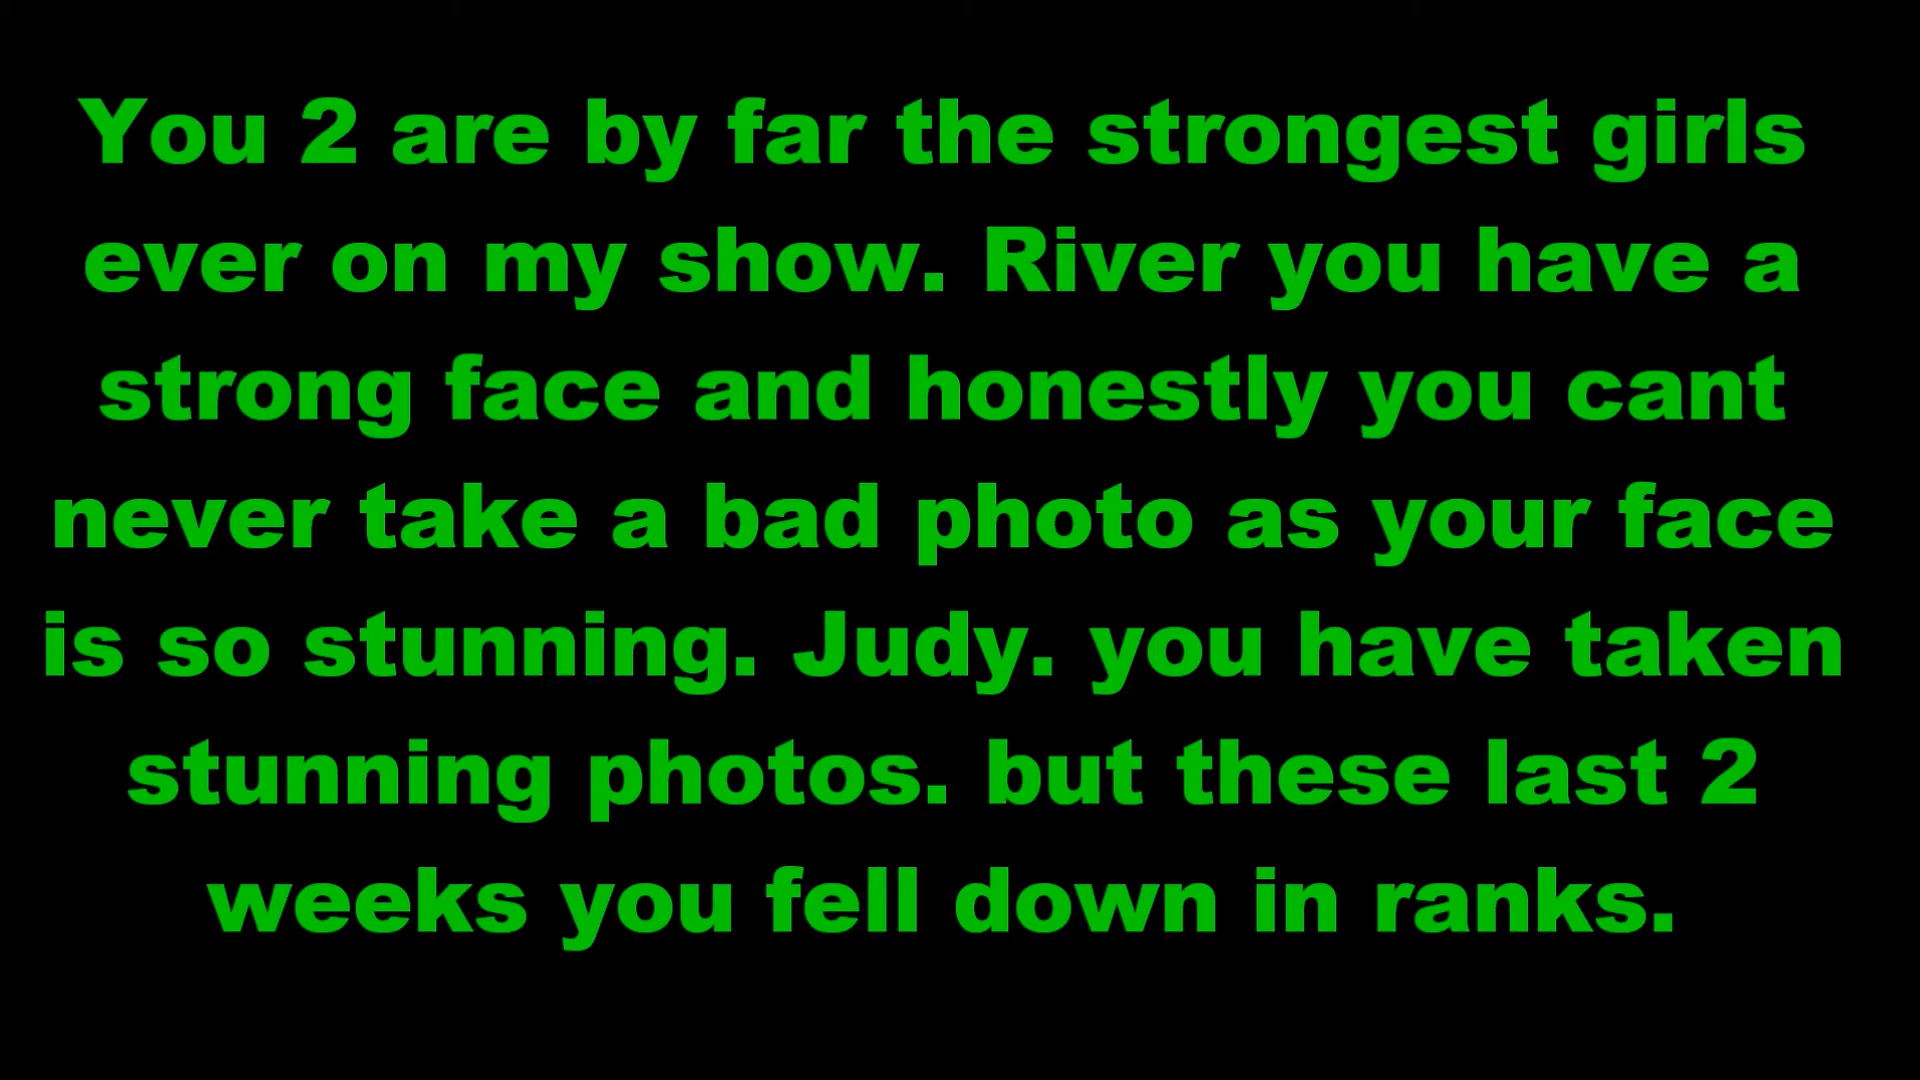 You 2 are by far the strongest girls
ever on my show. River you have a
strong face and honestly you cant
never take a bad photo as your face
is so stunning. Judy. you have taken
stunning photos. but these last 2
weeks you fell down in ranks.